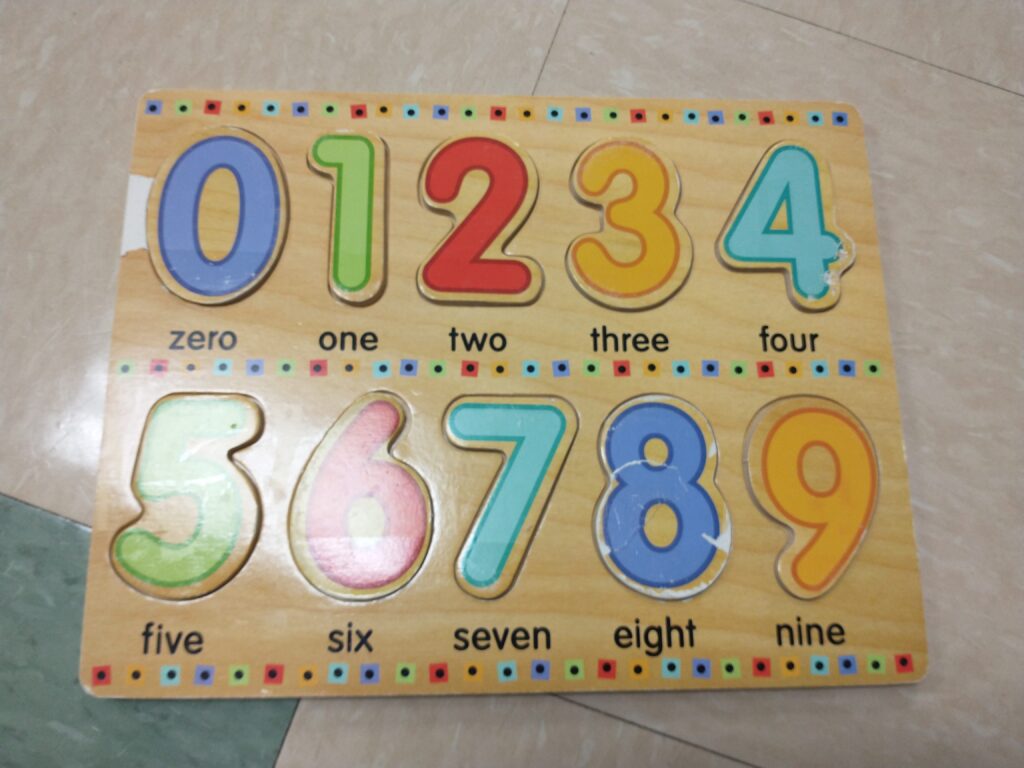 0 1 2 3 4
zero one two three four
5 6 7 8 9
five six seven eight nine